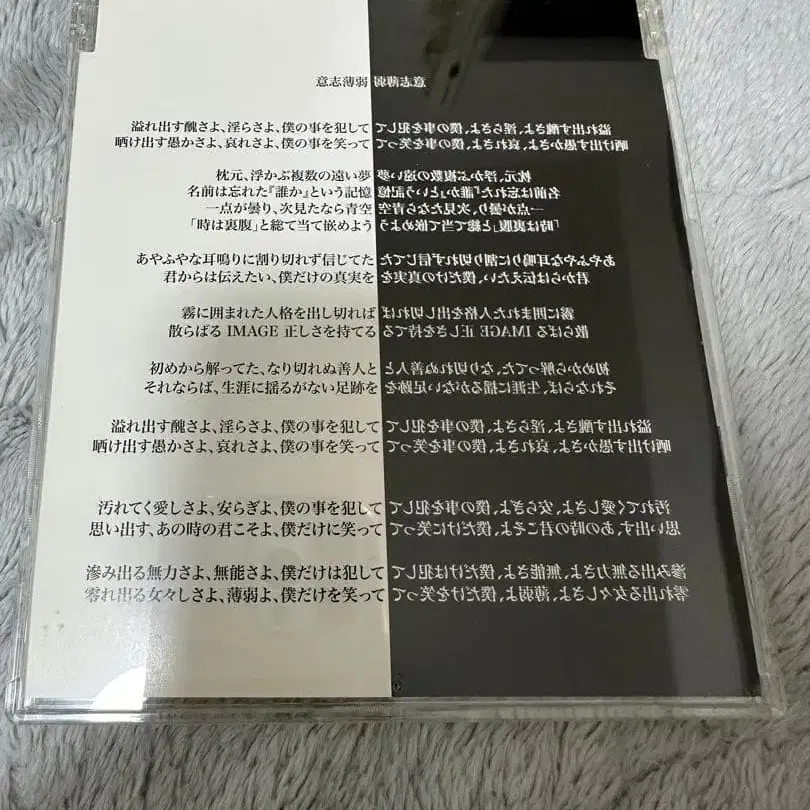 意志薄弱
溢れ出す醜さよ、淫らさよ、僕の事を犯して
晒け出す愚かさよ、哀れさよ、僕の事を笑って
枕元、浮かぶ複数の遠い夢
名前は忘れた『誰か』という記憶
一点が曇り、次見たなら青空
「時は裏腹」と総て当て嵌めよう
あやふやな耳鳴りに割り切れず信じてた
君からは伝えたい、僕だけの真実を
霧に囲まれた人格を出し切れば
散らばる IMAGE 正しさを持てる
初めから解ってた、なり切れぬ善人と
それならば、生涯に揺るがない足跡を
溢れ出す醜さよ、淫らさよ、僕の事を犯して
晒け出す愚かさよ、哀れさよ、僕の事を笑って
汚れてく愛しさよ、安らぎよ、僕の事を犯して
思い出す、あの時の君こそよ、僕だけに笑って
滲み出る無力さよ、無能さよ、僕だけは犯して
零れ出る女々しさよ、薄弱よ、僕だけを笑って